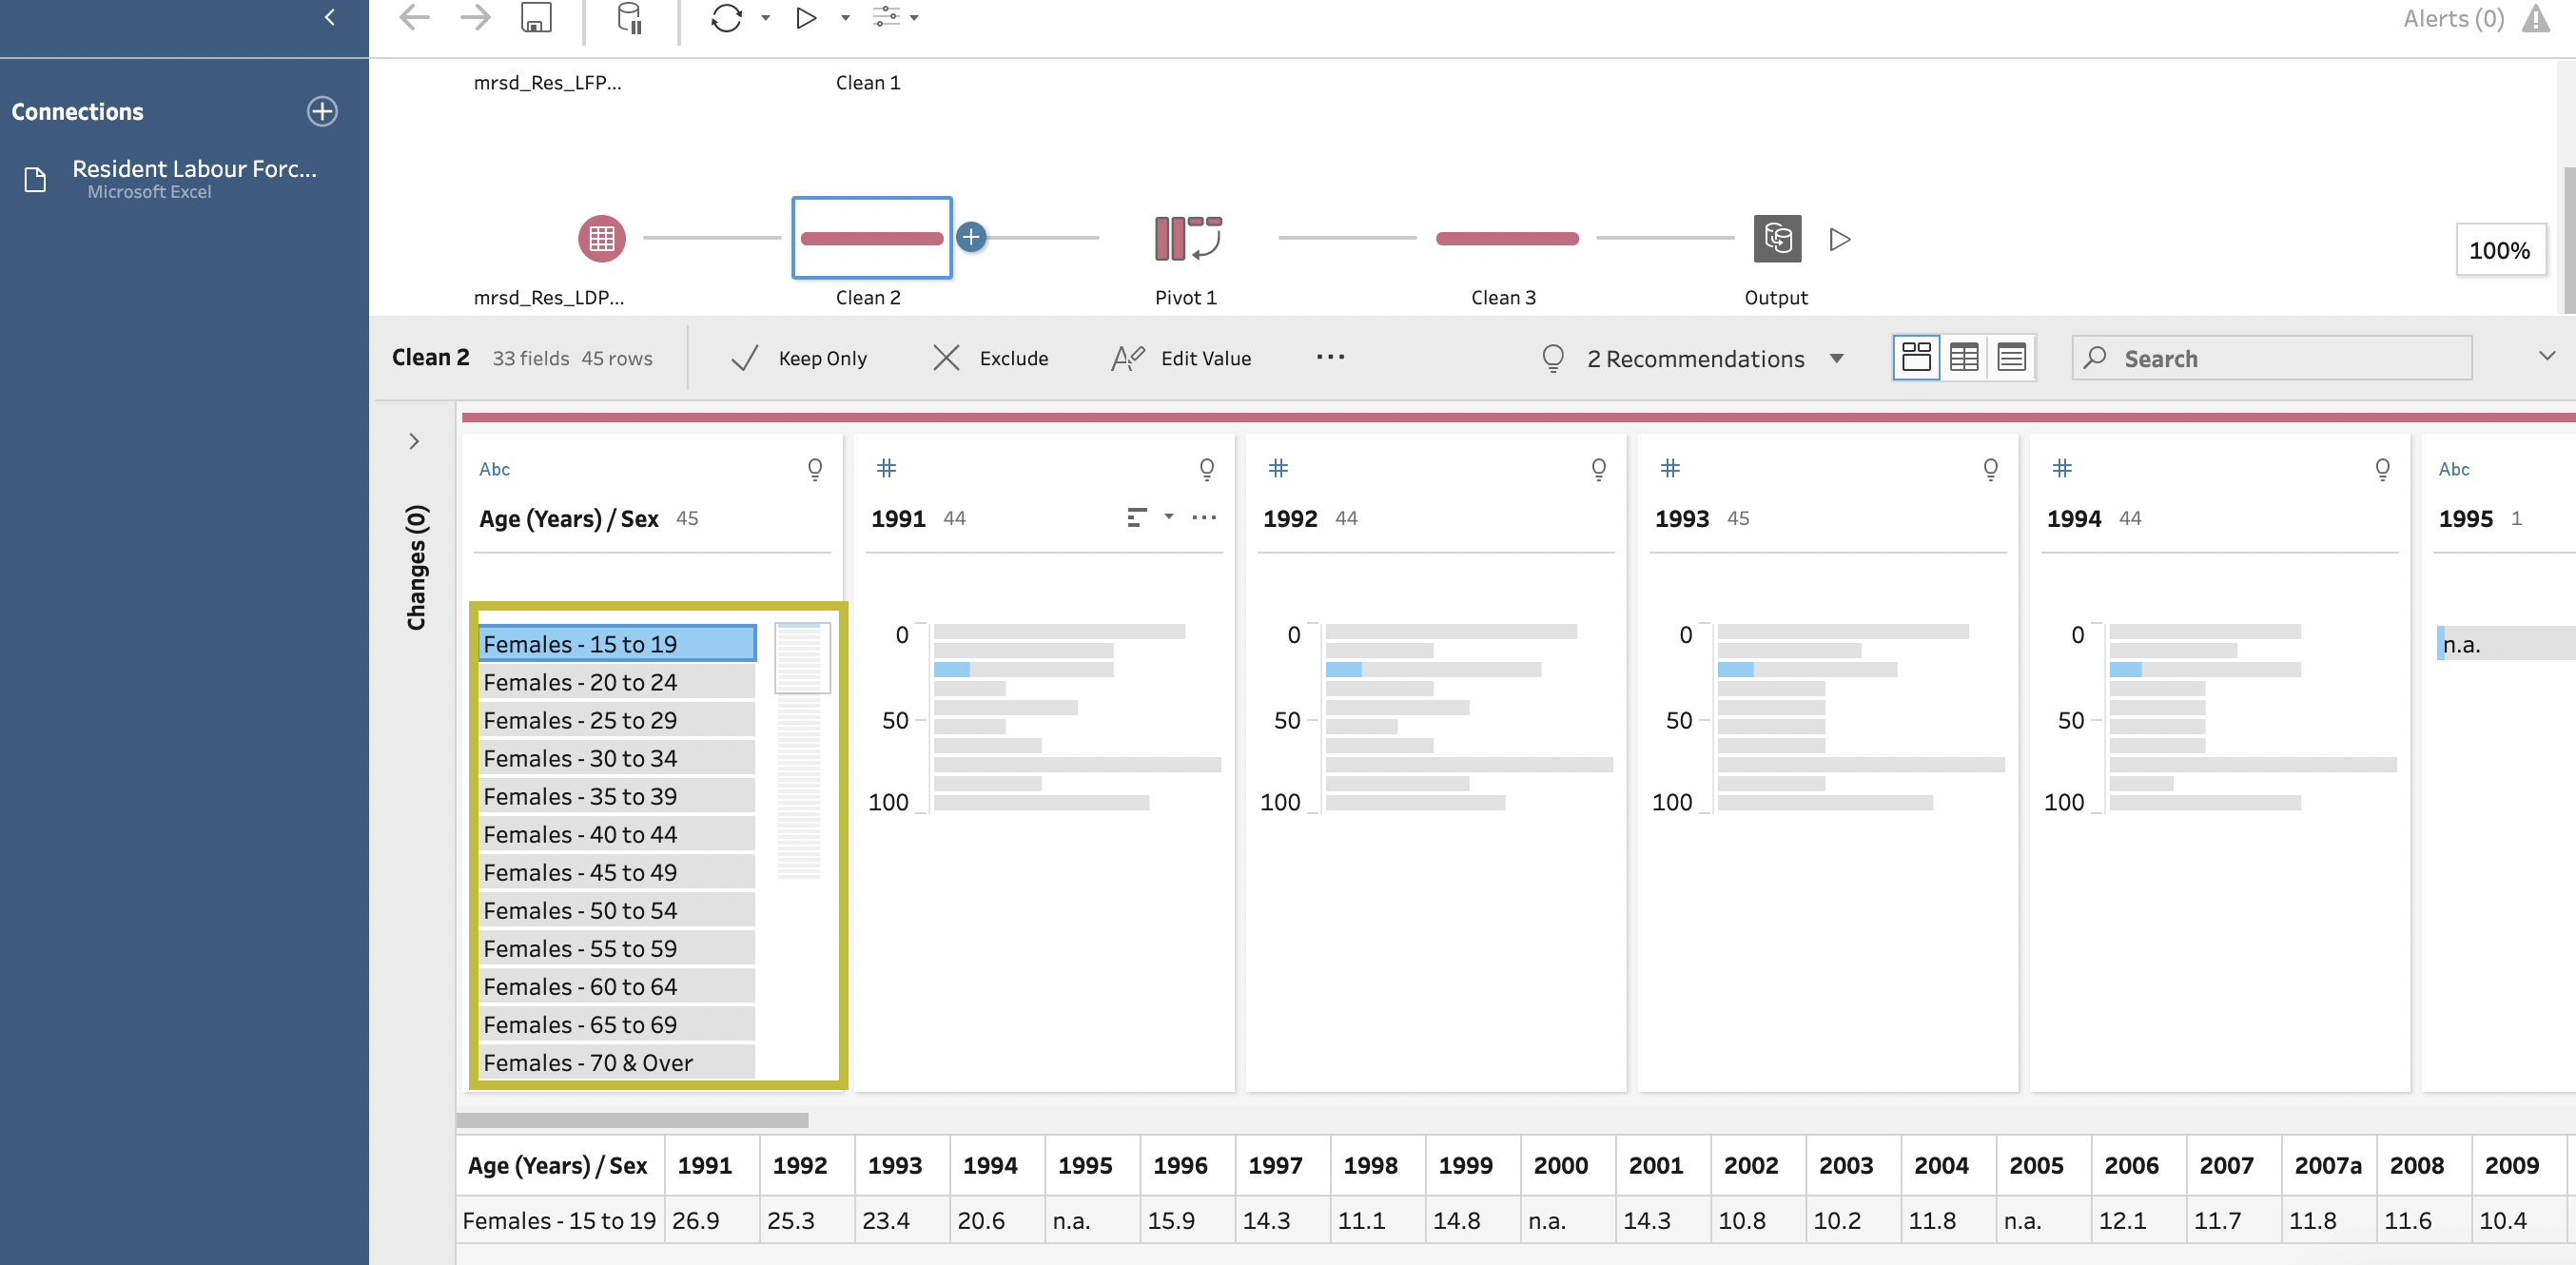 Alerts (0)
Connections
Resident Labour Forc...
Microsoft Excel
mrsd_Res_LFP...
Clean 1
mrsd_Res_LDP...
Clean 2
Pivot 1
Clean 3
Output
100%
Clean 2 33 fields 45 rows
Keep Only
Exclude
Edit Value
2 Recommendations
Search
Changes (0)
Abc
Age (Years) / Sex 45
Females - 15 to 19
Females - 20 to 24
Females - 25 to 29
Females - 30 to 34
Females - 35 to 39
Females - 40 to 44
Females - 45 to 49
Females - 50 to 54
Females - 55 to 59
Females - 60 to 64
Females - 65 to 69
Females - 70 & Over
#
1991 44
0
50
100
#
1992 44
0
50
100
#
1993 45
0
50
100
#
1994 44
0
50
100
Abc
1995 1
n.a.
Age (Years) / Sex 1991 1992 1993 1994 1995 1996 1997 1998 1999 2000 2001 2002 2003 2004 2005 2006 2007 2007a 2008 2009
Females - 15 to 19 26.9 25.3 23.4 20.6 n.a. 15.9 14.3 11.1 14.8 n.a. 14.3 10.8 10.2 11.8 n.a. 12.1 11.7 11.8 11.6 10.4